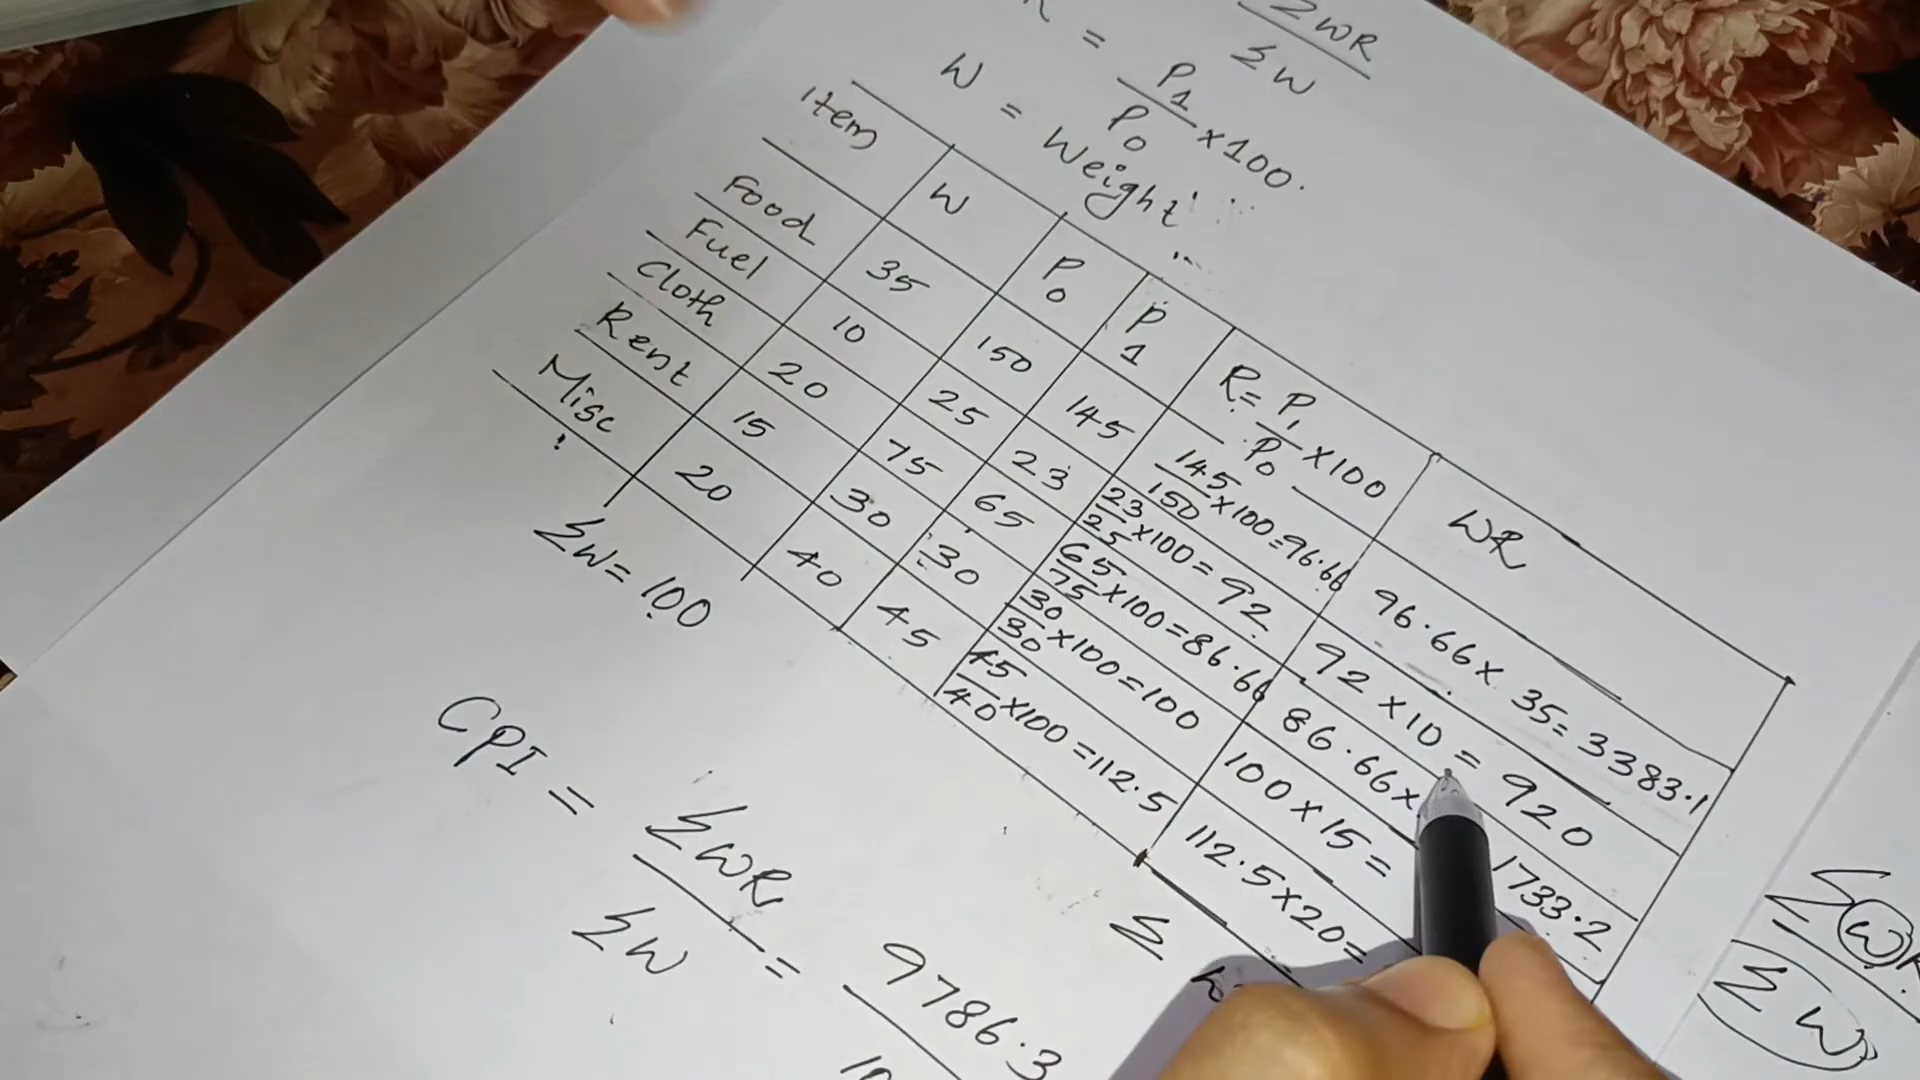 ΣWR
ΣW
R = P1/P0 ×100.
W = Weight
Item W P0 P1 R= P1/P0 ×100 WR
Food 35 150 145 145/150 ×100=96.66 96.66× 35= 3383.1
Fuel 10 25 23 23/25 ×100= 92 92 ×10 = 920
Cloth 20 75 65 65/75 ×100=86.66 86.66× 1733.2
Rent 15 30 30 30/30 ×100=100 100×15=
Misc 20 40 45 45/40 ×100 =112.5 112.5×20=
ΣW= 100
Σ
CPI = ΣWR/ΣW = 9786.3
ΣWR
ΣW